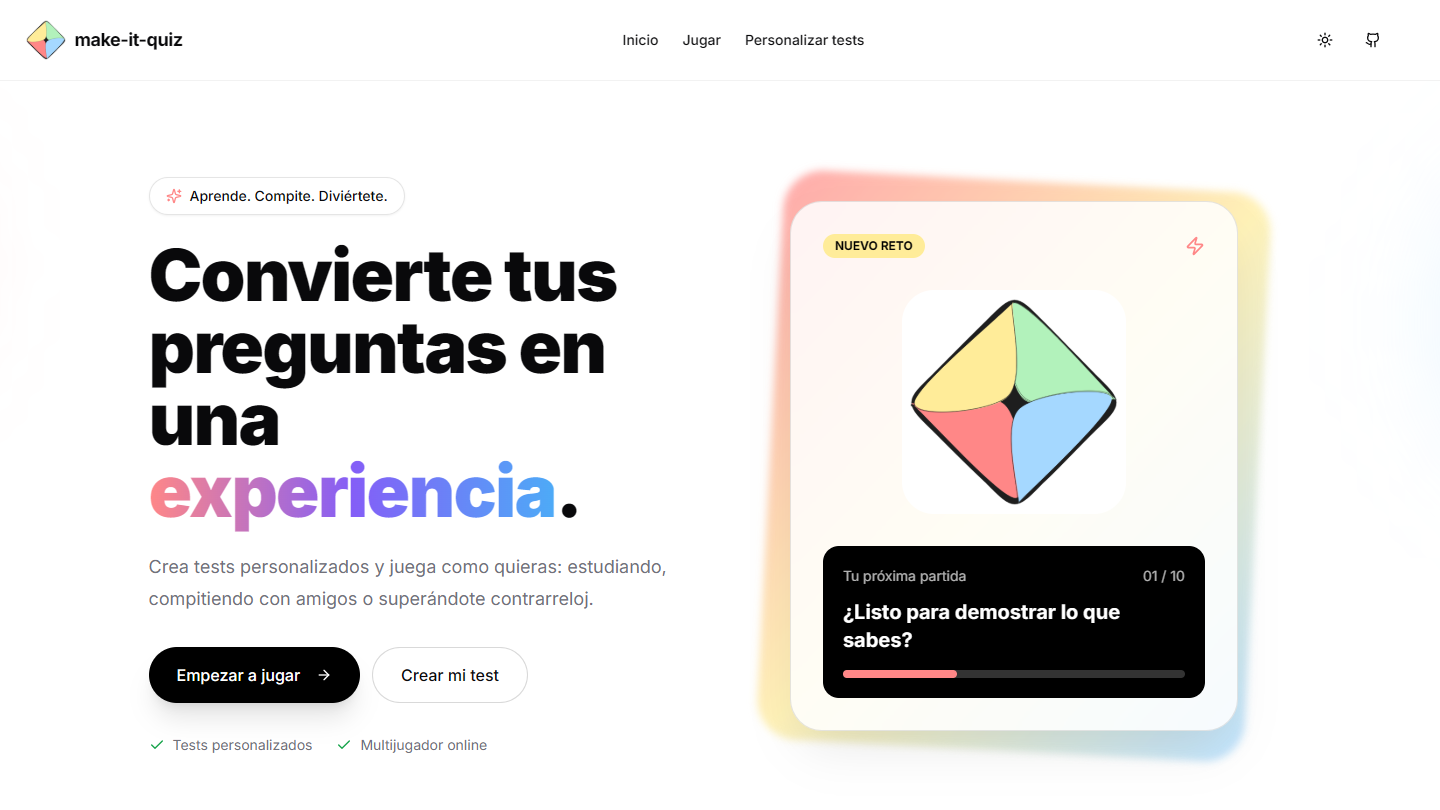 make-it-quiz
Inicio
Jugar
Personalizar tests
Aprende. Compite. Diviértete.
Convierte tus
preguntas en
una
experiencia.
Crea tests personalizados y juega como quieras: estudiando,
compitiendo con amigos o superándote contrarreloj.
Empezar a jugar
Crear mi test
Tests personalizados
Multijugador online
NUEVO RETO
Tu próxima partida
01 / 10
¿Listo para demostrar lo que
sabes?